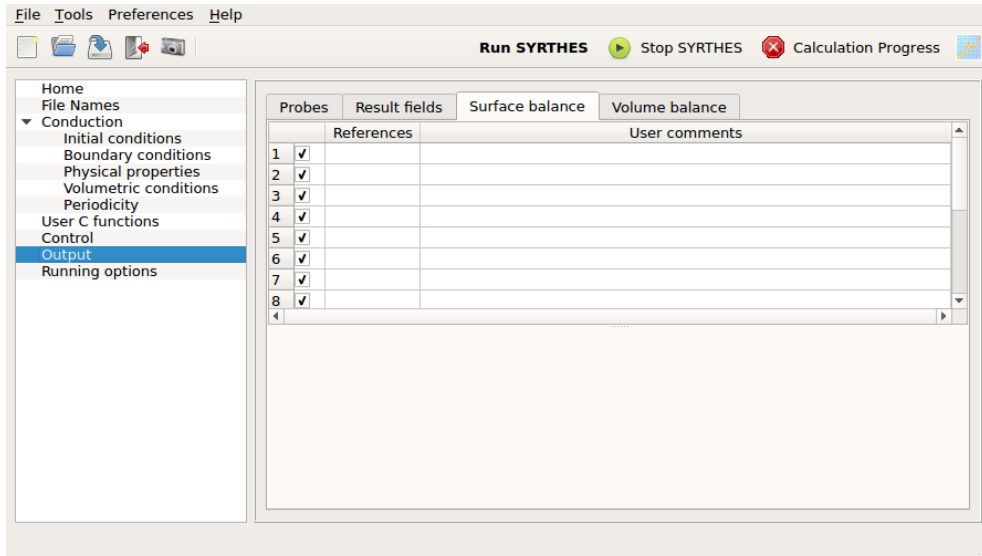 File Tools Preferences Help
Run SYRTHES Stop SYRTHES Calculation Progress
Home
File Names
Conduction
Initial conditions
Boundary conditions
Physical properties
Volumetric conditions
Periodicity
User C functions
Control
Output
Running options
Probes Result fields Surface balance Volume balance
References User comments
1
2
3
4
5
6
7
8